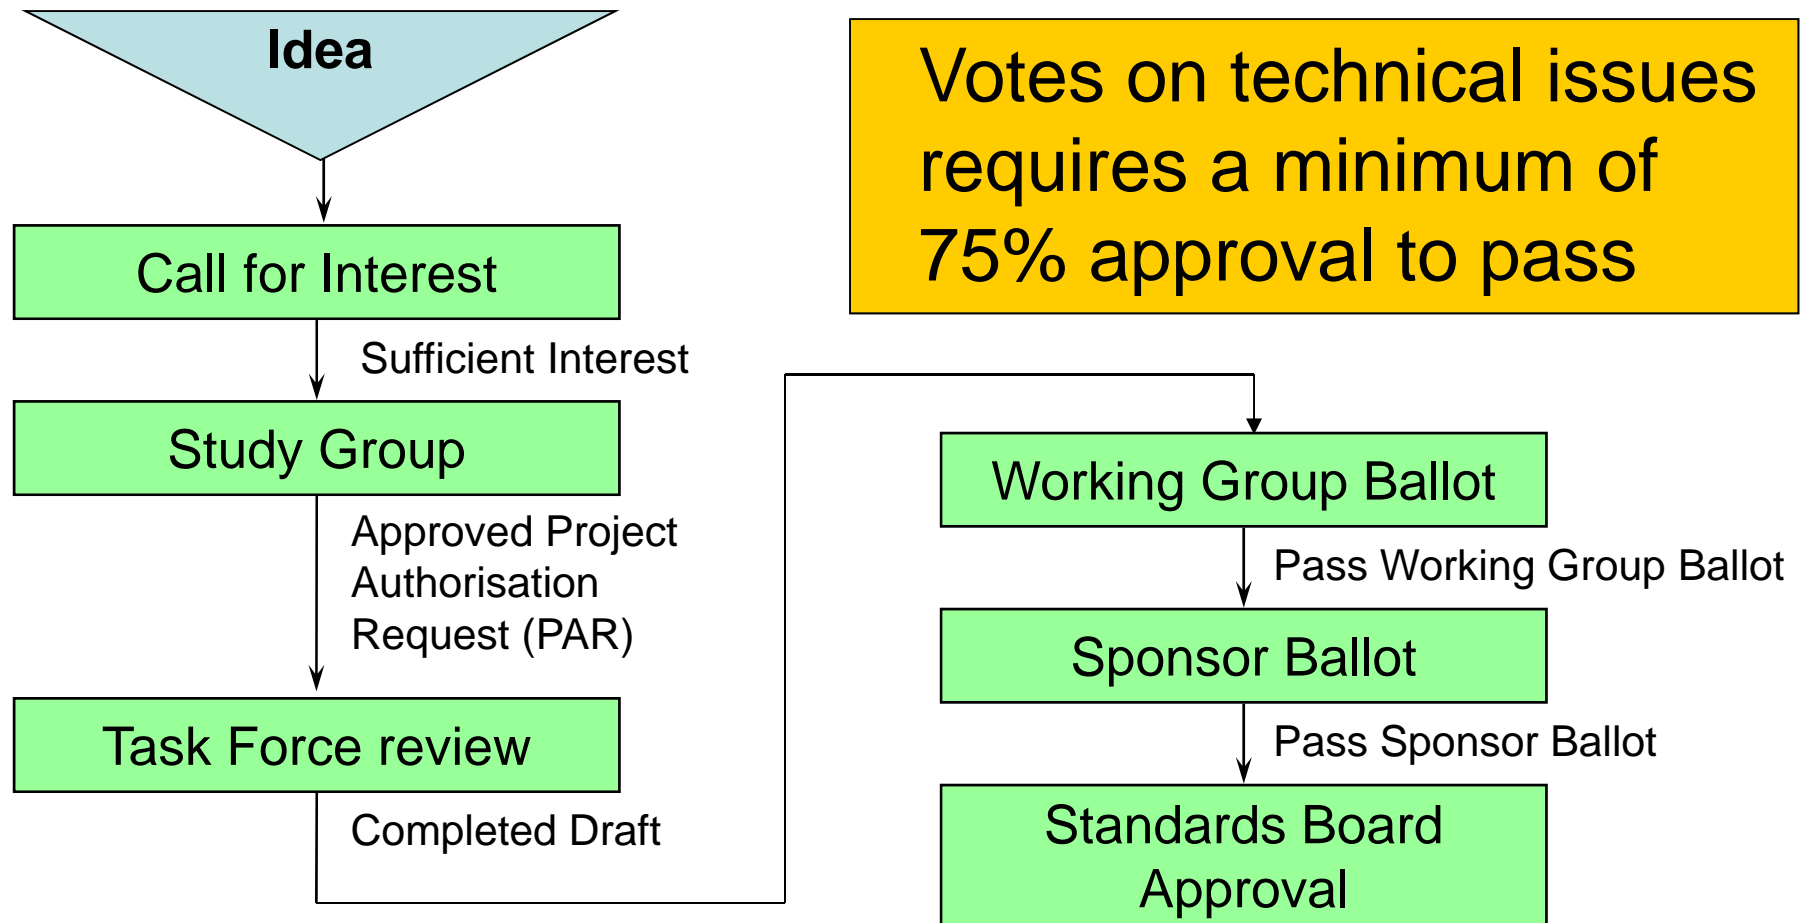 Idea
Votes on technical issues
requires a minimum of
75% approval to pass
Call for Interest
Sufficient Interest
Study Group
Approved Project
Authorisation
Request (PAR)
Task Force review
Completed Draft
Working Group Ballot
Pass Working Group Ballot
Sponsor Ballot
Pass Sponsor Ballot
Standards Board
Approval